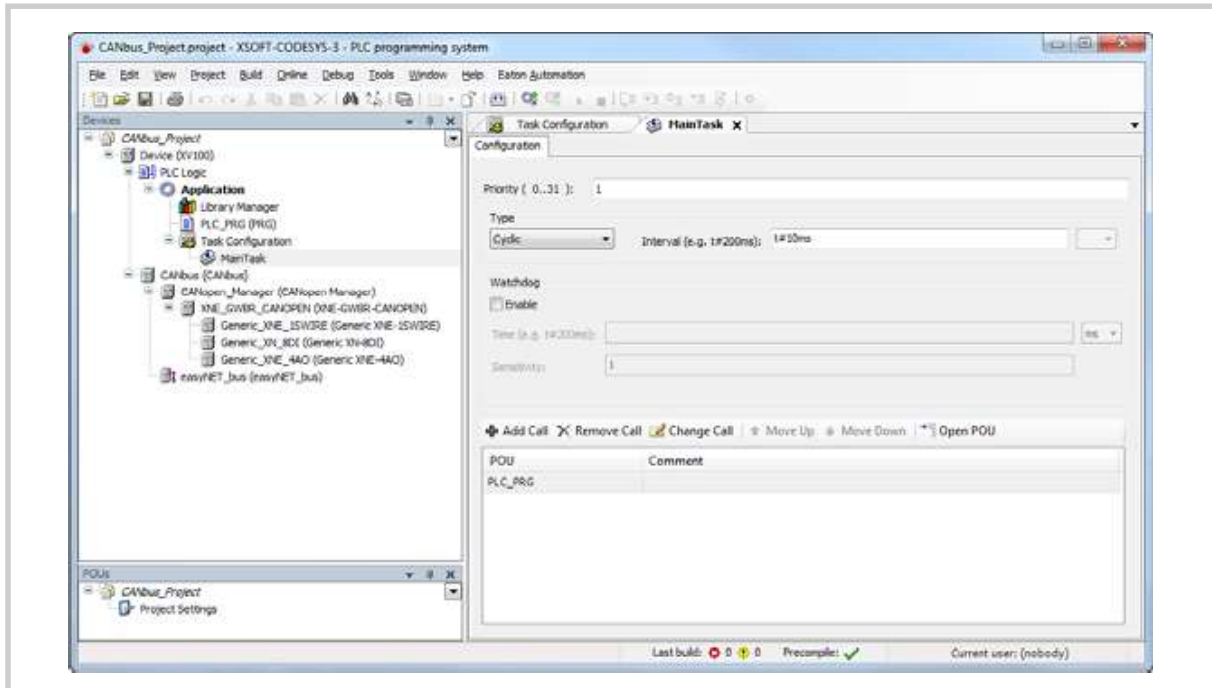 CANbus_Project.project - XSOFT-CODESYS-3 - PLC programming system
File Edit View Project Build Online Debug Tools Window Help Eaton Automation
Devices
CANbus_Project
Device (XV100)
PLC Logic
Application
Library Manager
PLC_PRG (PRG)
Task Configuration
MainTask
CANbus (CANbus)
CANopen_Manager (CANopen Manager)
XNE_GWBR_CANOPEN (XNE-GWBR-CANOPEN)
Generic_XNE_1SWIRE (Generic XNE-1SWIRE)
Generic_XN_8DI (Generic XN-8DI)
Generic_XNE_4AO (Generic XNE-4AO)
easyNET_bus (easyNET_bus)
POUs
CANbus_Project
Project Settings
Task Configuration MainTask
Configuration
Priority ( 0..31 ): 1
Type
Cyclic Interval (e.g. t#200ms): t#10ms
Watchdog
Enable
Time (e.g. t#200ms): ms
Sensitivity: 1
Add Call Remove Call Change Call Move Up Move Down Open POU
POU Comment
PLC_PRG
Last build: 0 0 Precompile: Current user: (nobody)